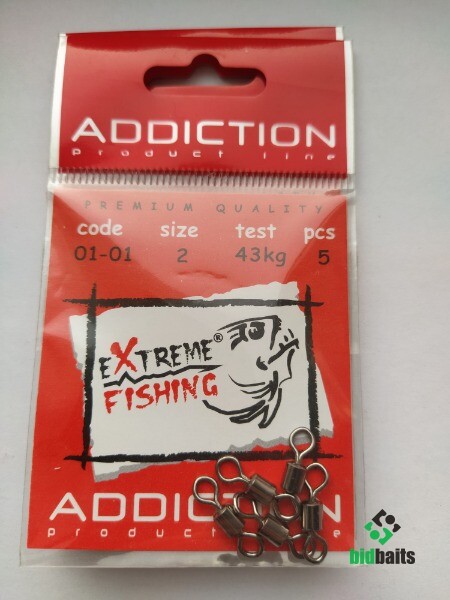 ADDICTION
product line
PREMIUM QUALITY
code size test pcs
01-01 2 43kg 5
eXTREME®
FISHING
ADDICTION
product line
bidbaits